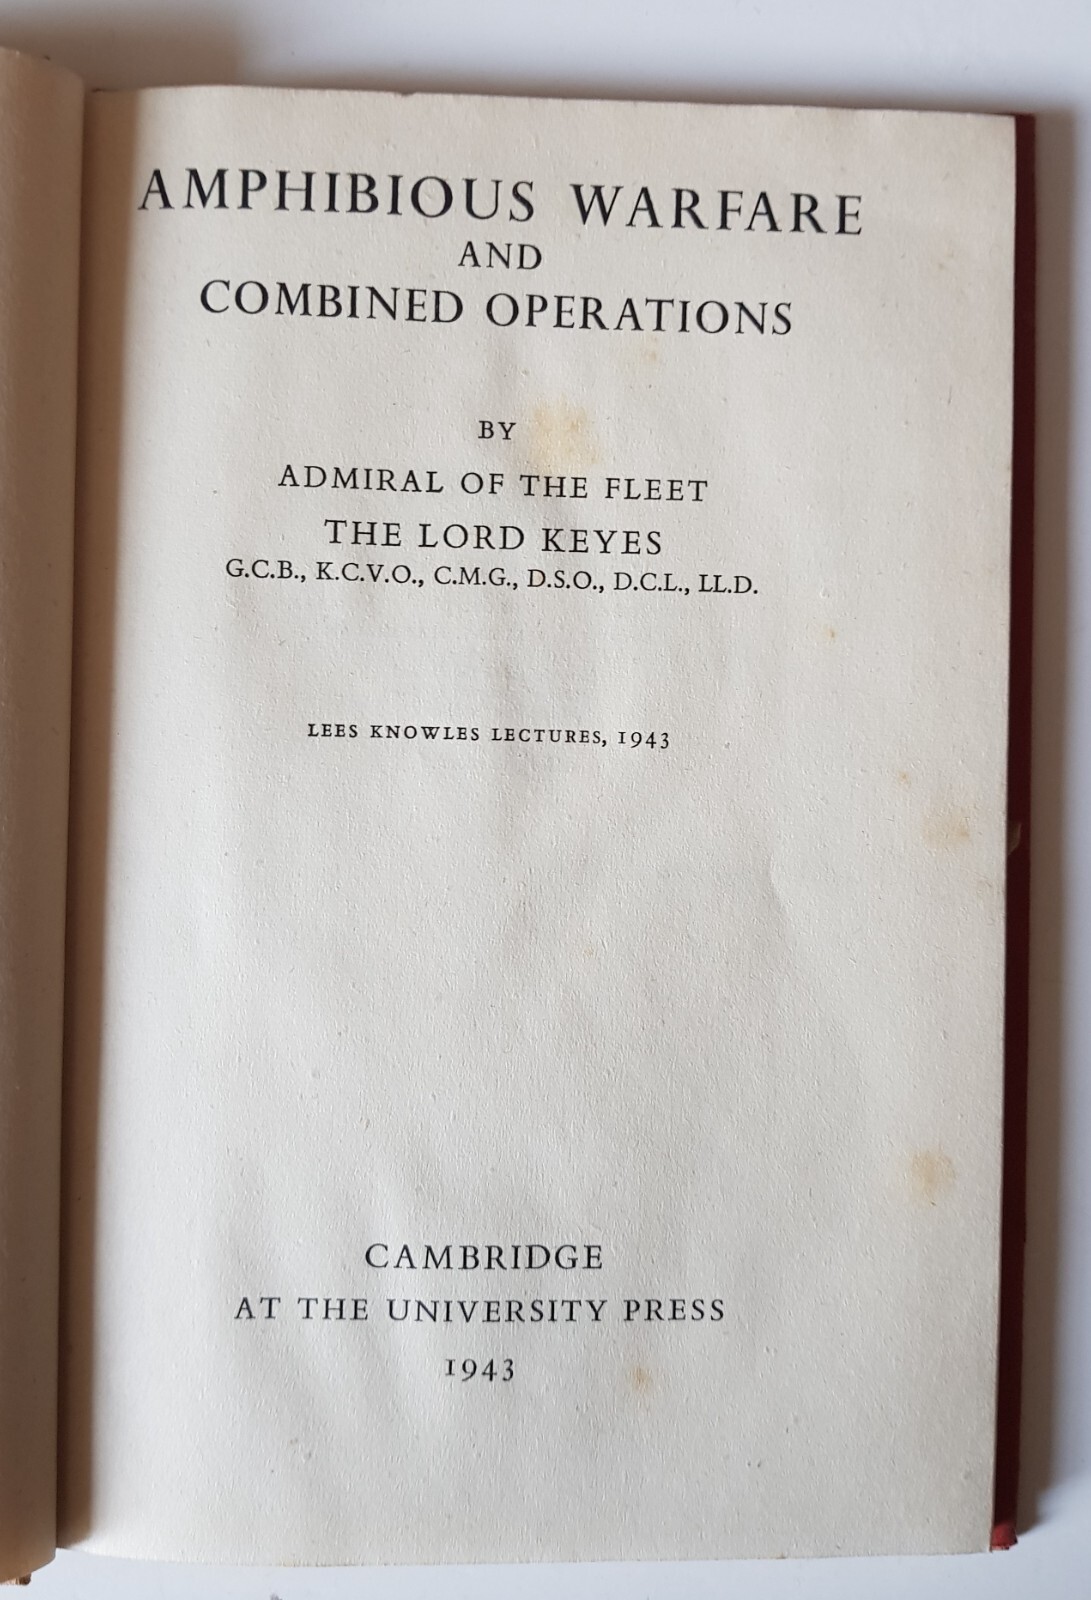 AMPHIBIOUS WARFARE
AND
COMBINED OPERATIONS
BY
ADMIRAL OF THE FLEET
THE LORD KEYES
G.C.B., K.C.V.O., C.M.G., D.S.O., D.C.L., LL.D.
LEES KNOWLES LECTURES, 1943
CAMBRIDGE
AT THE UNIVERSITY PRESS
1943